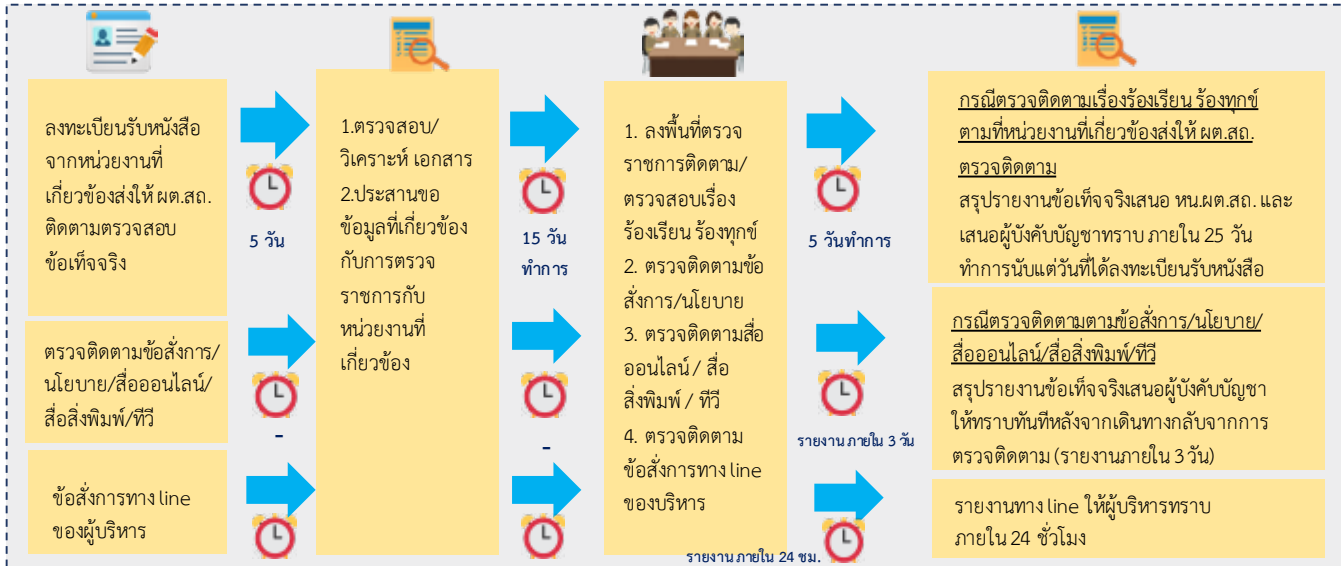 ลงทะเบียนรับหนังสือ
จากหน่วยงานที่
เกี่ยวข้องส่งให้ ผต.สถ.
ติดตามตรวจสอบ
ข้อเท็จจริง
5 วัน
1.ตรวจสอบ/
วิเคราะห์ เอกสาร
2.ประสานขอ
ข้อมูลที่เกี่ยวข้อง
กับการตรวจ
ราชการกับ
หน่วยงานที่
เกี่ยวข้อง
15 วัน
ทำการ
1. ลงพื้นที่ตรวจ
ราชการติดตาม/
ตรวจสอบเรื่อง
ร้องเรียน ร้องทุกข์
2. ตรวจติดตามข้อ
สั่งการ/นโยบาย
3. ตรวจติดตามสื่อ
ออนไลน์ / สื่อ
สิ่งพิมพ์ / ทีวี
4. ตรวจติดตาม
ข้อสั่งการทาง line
ของบริหาร
5 วันทำการ
กรณีตรวจติดตามเรื่องร้องเรียน ร้องทุกข์
ตามที่หน่วยงานที่เกี่ยวข้องส่งให้ ผต.สถ.
ตรวจติดตาม
สรุปรายงานข้อเท็จจริงเสนอ หน.ผต.สถ. และ
เสนอผู้บังคับบัญชาทราบ ภายใน 25 วัน
ทำการนับแต่วันที่ได้ลงทะเบียนรับหนังสือ
ตรวจติดตามข้อสั่งการ/
นโยบาย/สื่อออนไลน์/
สื่อสิ่งพิมพ์/ทีวี
-
-
รายงาน ภายใน 3 วัน
กรณีตรวจติดตามตามข้อสั่งการ/นโยบาย/
สื่อออนไลน์/สื่อสิ่งพิมพ์/ทีวี
สรุปรายงานข้อเท็จจริงเสนอผู้บังคับบัญชา
ให้ทราบทันทีหลังจากเดินทางกลับจากการ
ตรวจติดตาม (รายงานภายใน 3 วัน)
ข้อสั่งการทาง line
ของผู้บริหาร
รายงาน ภายใน 24 ชม.
รายงานทาง line ให้ผู้บริหารทราบ
ภายใน 24 ชั่วโมง